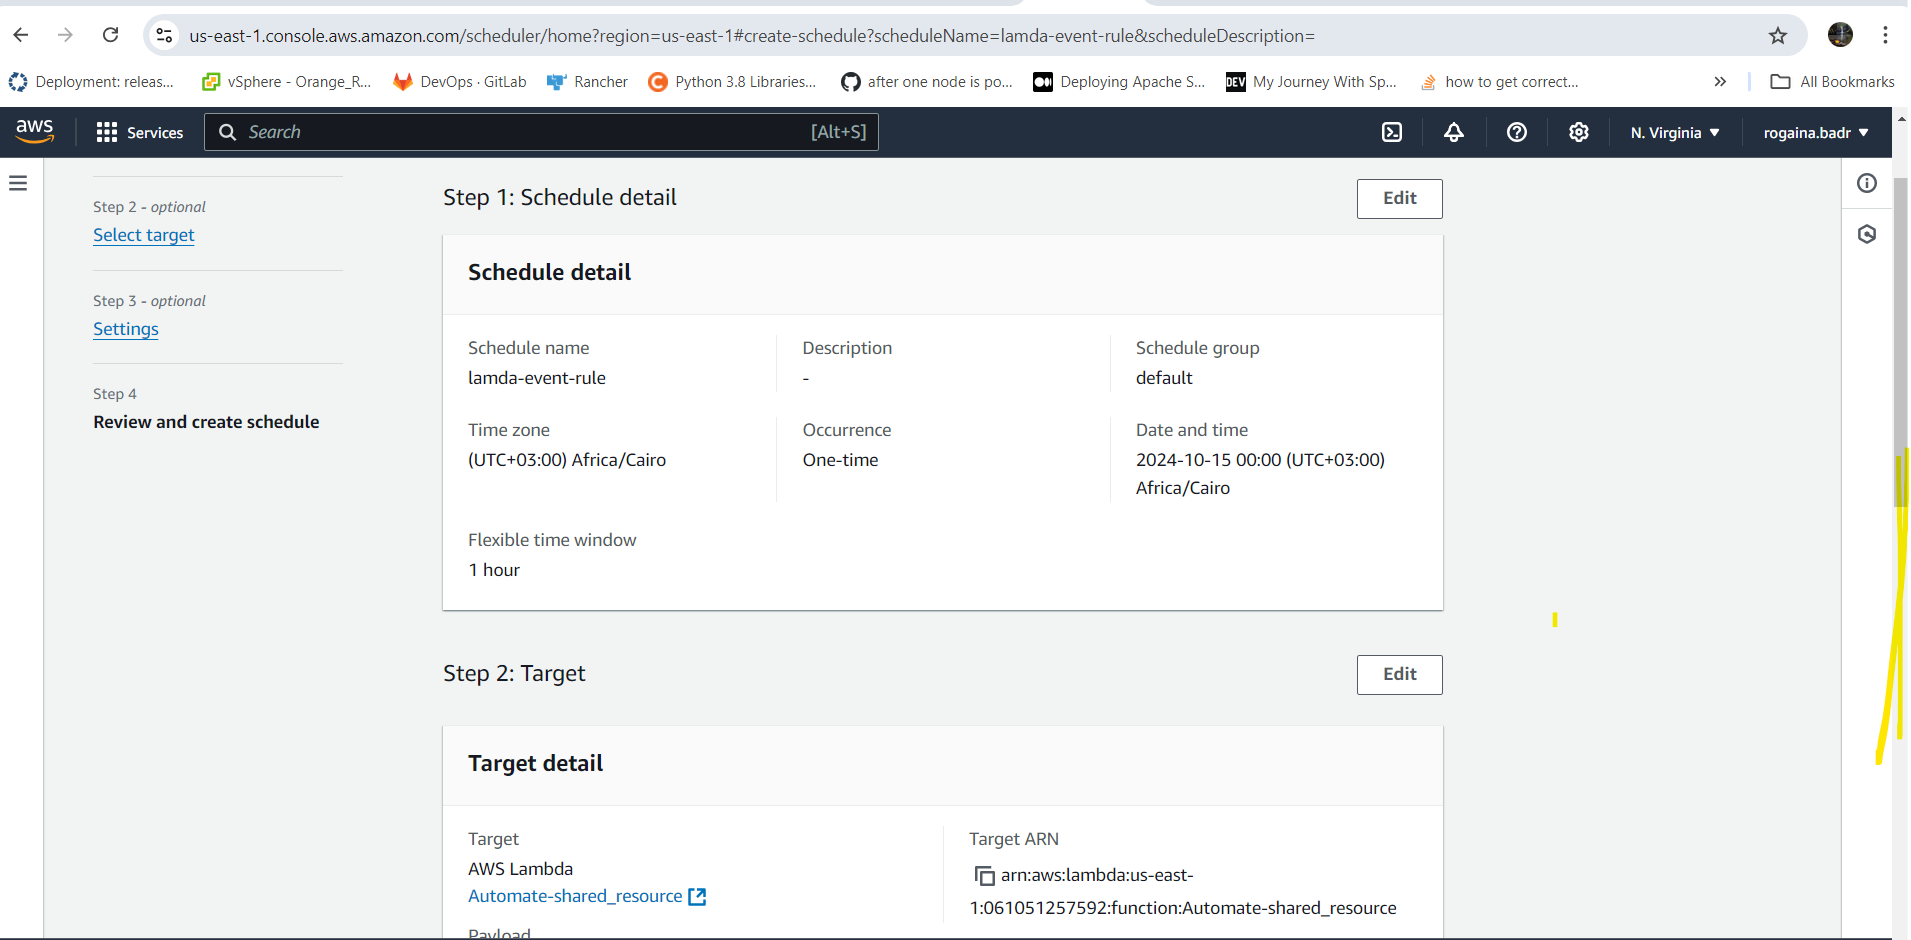 us-east-1.console.aws.amazon.com/scheduler/home?region=us-east-1#create-schedule?scheduleName=lamda-event-rule&scheduleDescription=
Deployment: releas...
vSphere - Orange_R...
DevOps · GitLab
Rancher
Python 3.8 Libraries...
after one node is po...
Deploying Apache S...
DEV
My Journey With Sp...
how to get correct...
»
All Bookmarks
aws
Services
Search
[Alt+S]
N. Virginia
rogaina.badr
Step 2 - optional
Select target
Step 3 - optional
Settings
Step 4
Review and create schedule
Step 1: Schedule detail
Edit
Schedule detail
Schedule name
lamda-event-rule
Description
-
Schedule group
default
Time zone
(UTC+03:00) Africa/Cairo
Occurrence
One-time
Date and time
2024-10-15 00:00 (UTC+03:00)
Africa/Cairo
Flexible time window
1 hour
Step 2: Target
Edit
Target detail
Target
AWS Lambda
Automate-shared_resource
Target ARN
arn:aws:lambda:us-east-
1:061051257592:function:Automate-shared_resource
Payload